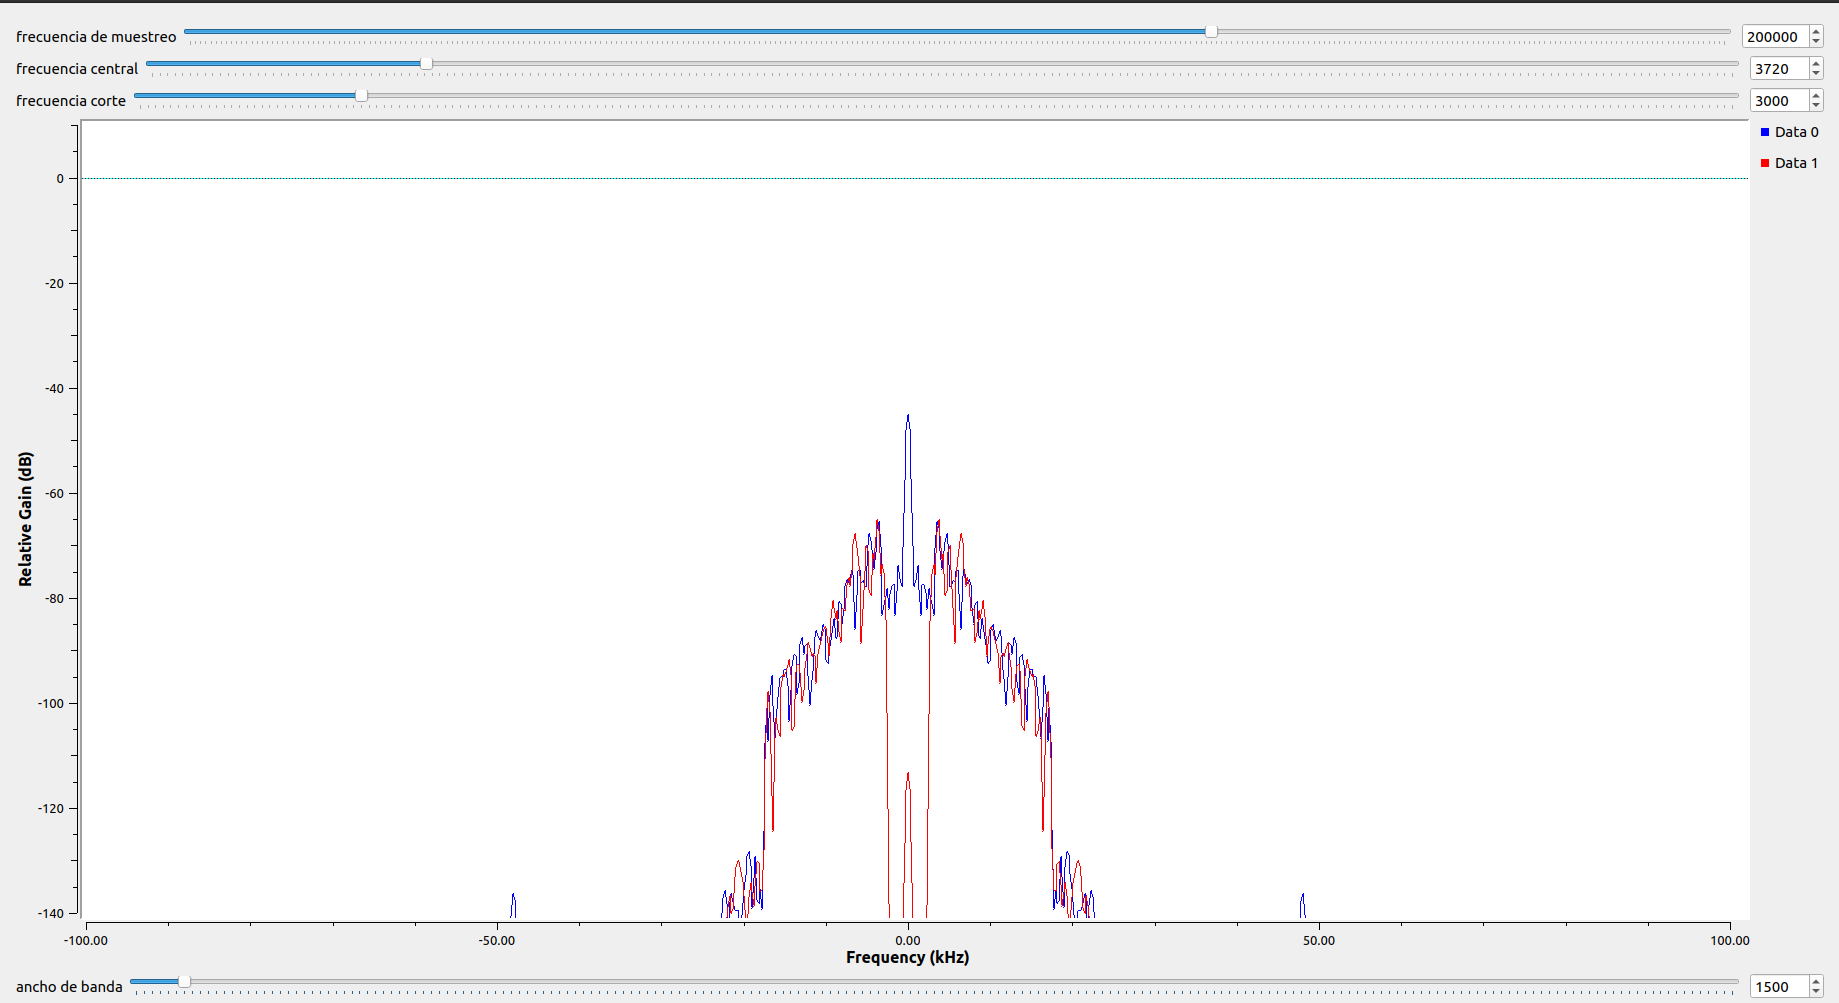 frecuencia de muestreo 200000
frecuencia central 3720
frecuencia corte 3000
Data 0
Data 1
0
-20
-40
-60
-80
-100
-120
-140
Relative Gain (dB)
-100.00 -50.00 0.00 50.00 100.00
Frequency (kHz)
ancho de banda 1500